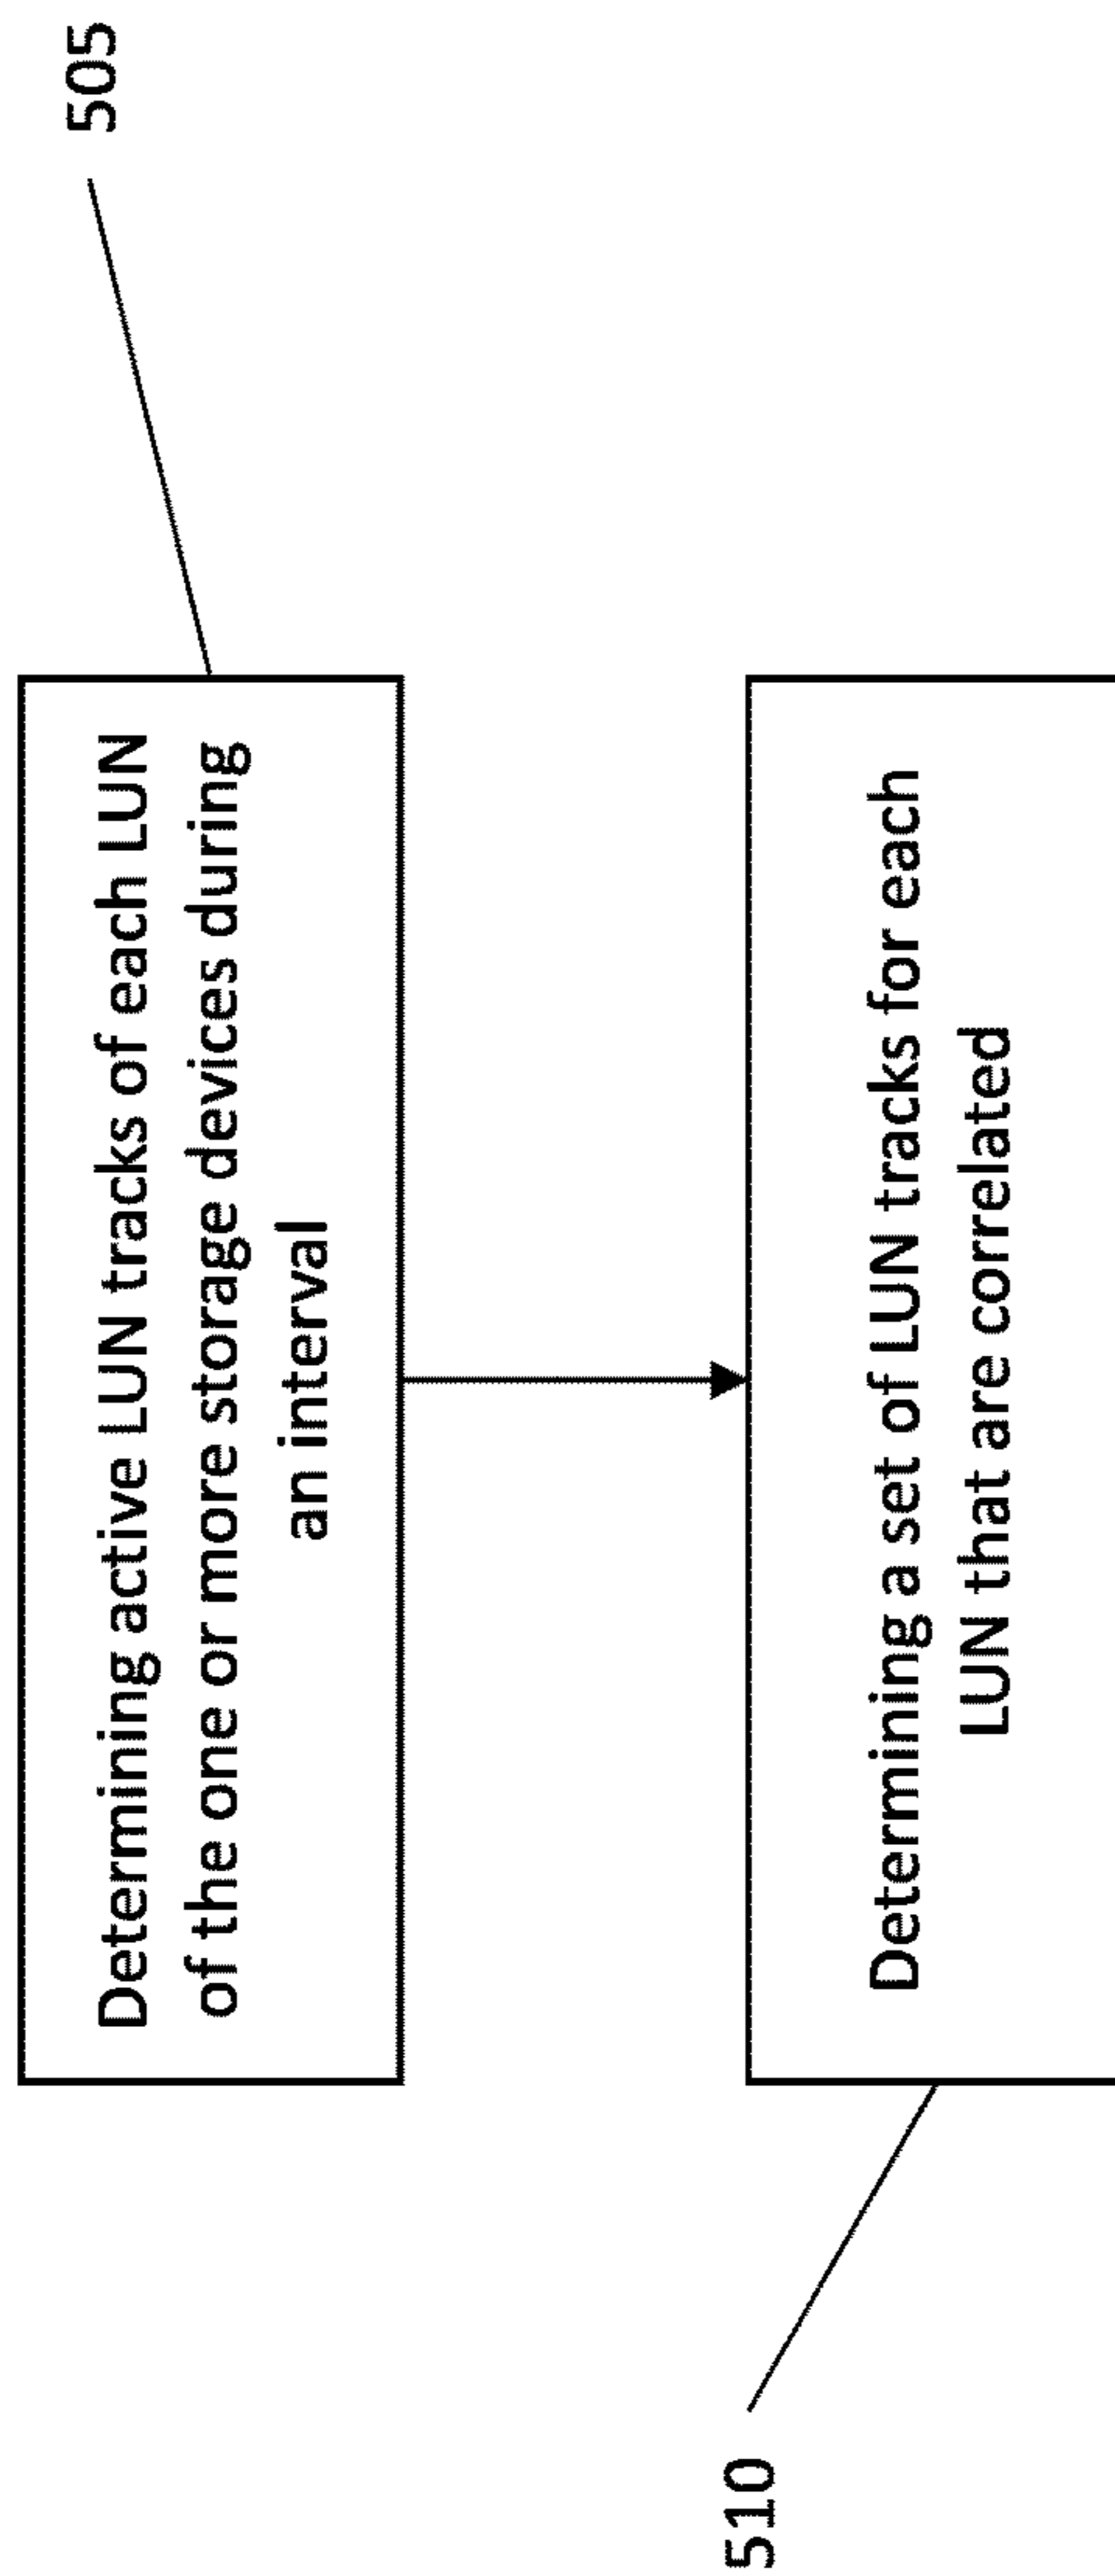 505
Determining active LUN tracks of each LUN
of the one or more storage devices during
an interval
510
Determining a set of LUN tracks for each
LUN that are correlated